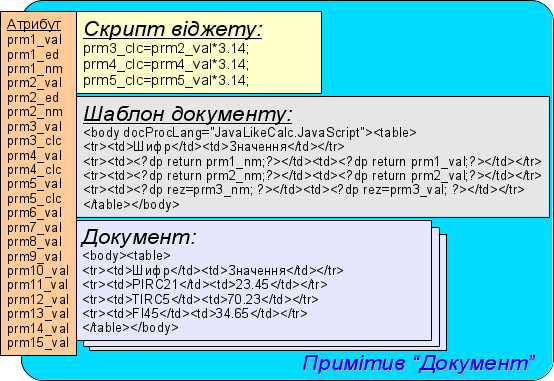 Атрибут
prm1_val
prm1_ed
prm1_nm
prm2_val
prm2_ed
prm2_nm
prm3_val
prm3_clc
prm4_val
prm4_clc
prm5_val
prm5_clc
prm6_val
prm7_val
prm8_val
prm9_val
prm10_val
prm11_val
prm12_val
prm13_val
prm14_val
prm15_val
Скрипт віджету:
prm3_clc=prm2_val*3.14;
prm4_clc=prm4_val*3.14;
prm5_clc=prm5_val*3.14;
Шаблон документу:
<body docProcLang="JavaLikeCalc.JavaScript"><table>
<tr><td>Шифр</td><td>Значення</td></tr>
<tr><td><?dp return prm1_nm;?></td><td><?dp return prm1_val;?></td></tr>
<tr><td><?dp return prm2_nm;?></td><td><?dp return prm2_val;?></td></tr>
<tr><td><?dp rez=prm3_nm; ?></td><td><?dp rez=prm3_val; ?></td></tr>
</table></body>
Документ:
<body><table>
<tr><td>Шифр</td><td>Значення</td></tr>
<tr><td>PIRC21</td><td>23.45</td></tr>
<tr><td>TIRC5</td><td>70.23</td></tr>
<tr><td>FI45</td><td>34.65</td></tr>
</table></body>
Примітив “Документ”